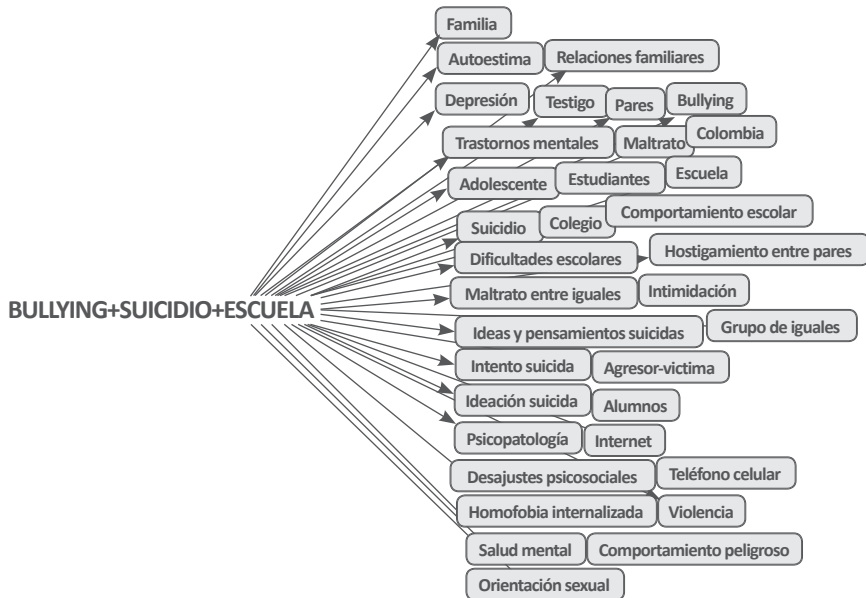 Familia
Autoestima
Relaciones familiares
Depresión
Testigo
Pares
Bullying
Trastornos mentales
Maltrato
Colombia
Adolescente
Estudiantes
Escuela
Suicidio
Colegio
Comportamiento escolar
Dificultades escolares
Hostigamiento entre pares
BULLYING+SUICIDIO+ESCUELA
Maltrato entre iguales
Intimidación
Ideas y pensamientos suicidas
Grupo de iguales
Intento suicida
Agresor-victima
Ideación suicida
Alumnos
Psicopatología
Internet
Desajustes psicosociales
Teléfono celular
Homofobia internalizada
Violencia
Salud mental
Comportamiento peligroso
Orientación sexual